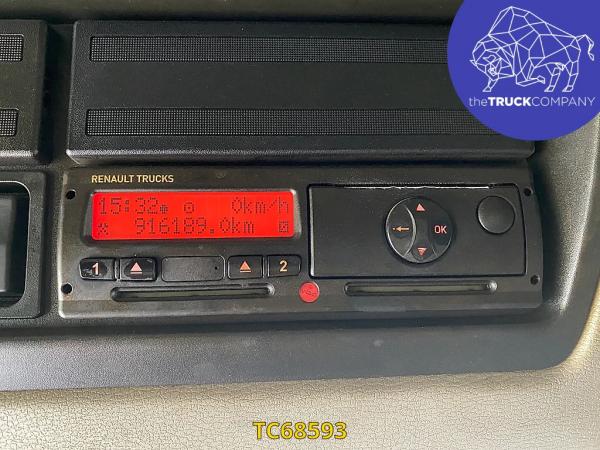 theTRUCKCOMPANY
RENAULT TRUCKS
15:32 0km/h
916189.0km
1 2
OK
TC68593